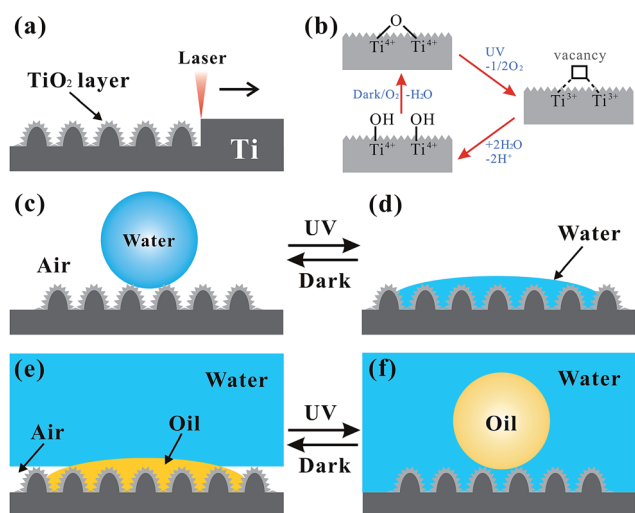 (a)
Laser
TiO₂ layer
Ti
(b)
O
Ti⁴⁺ Ti⁴⁺
UV
-1/2O₂
vacancy
Ti³⁺ Ti³⁺
Dark/O₂ -H₂O
OH OH
Ti⁴⁺ Ti⁴⁺
+2H₂O
-2H⁺
(c)
Water
Air
UV
Dark
(d)
Water
(e)
Water
Air
Oil
UV
Dark
(f)
Water
Oil